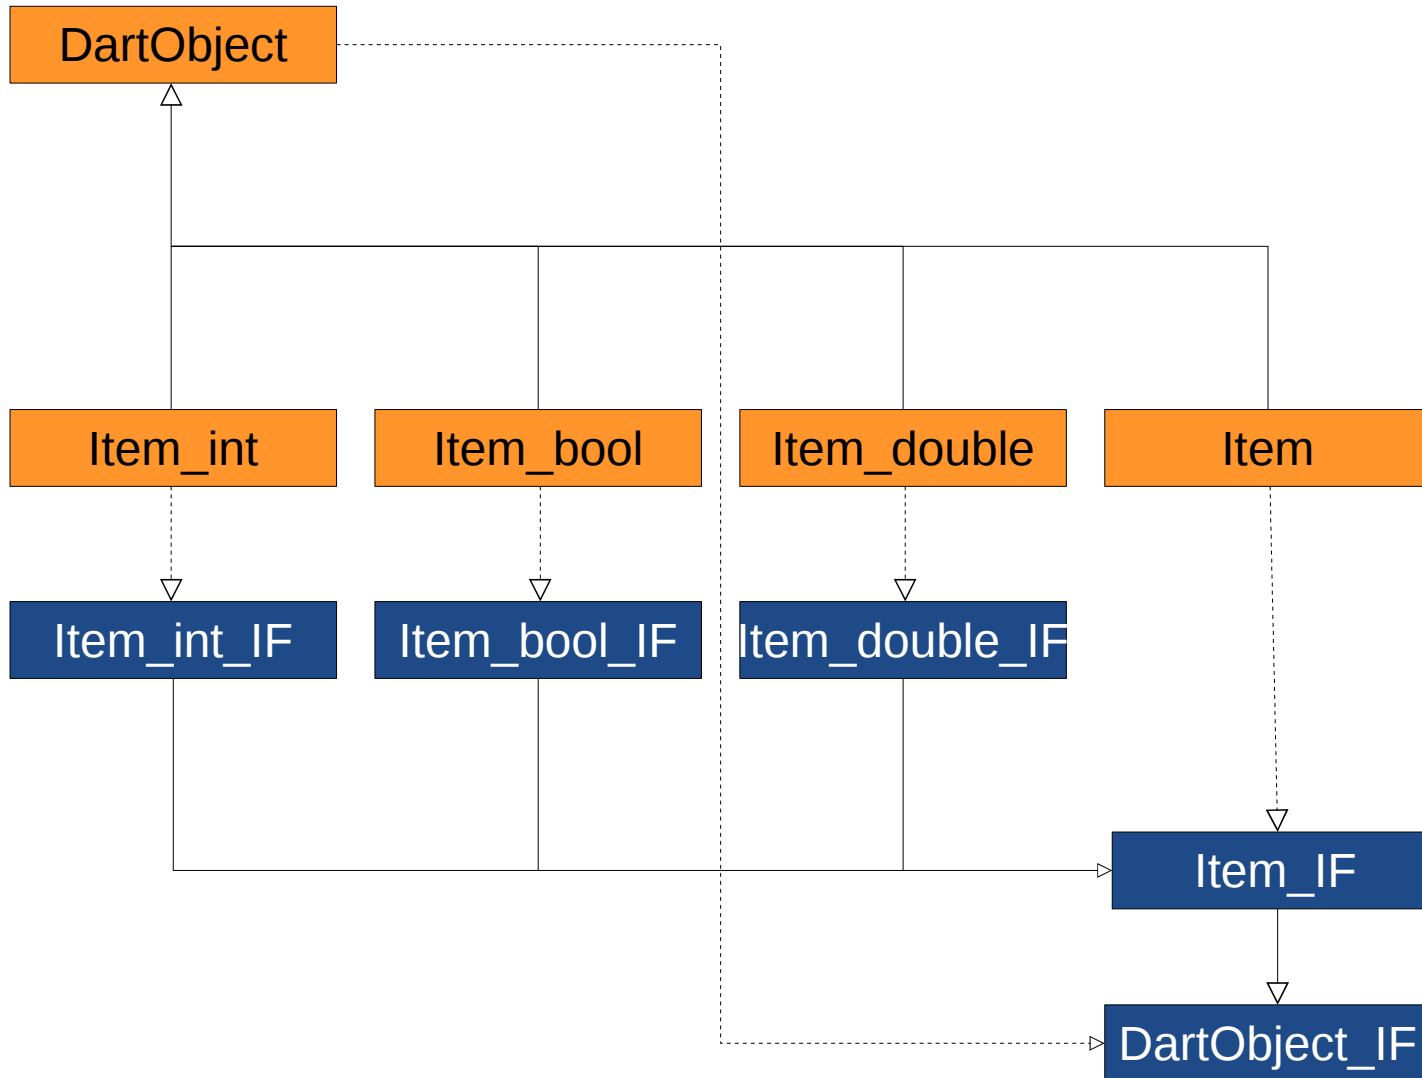 DartObject
Item_int
Item_bool
Item_double
Item
Item_int_IF
Item_bool_IF
Item_double_IF
Item_IF
DartObject_IF